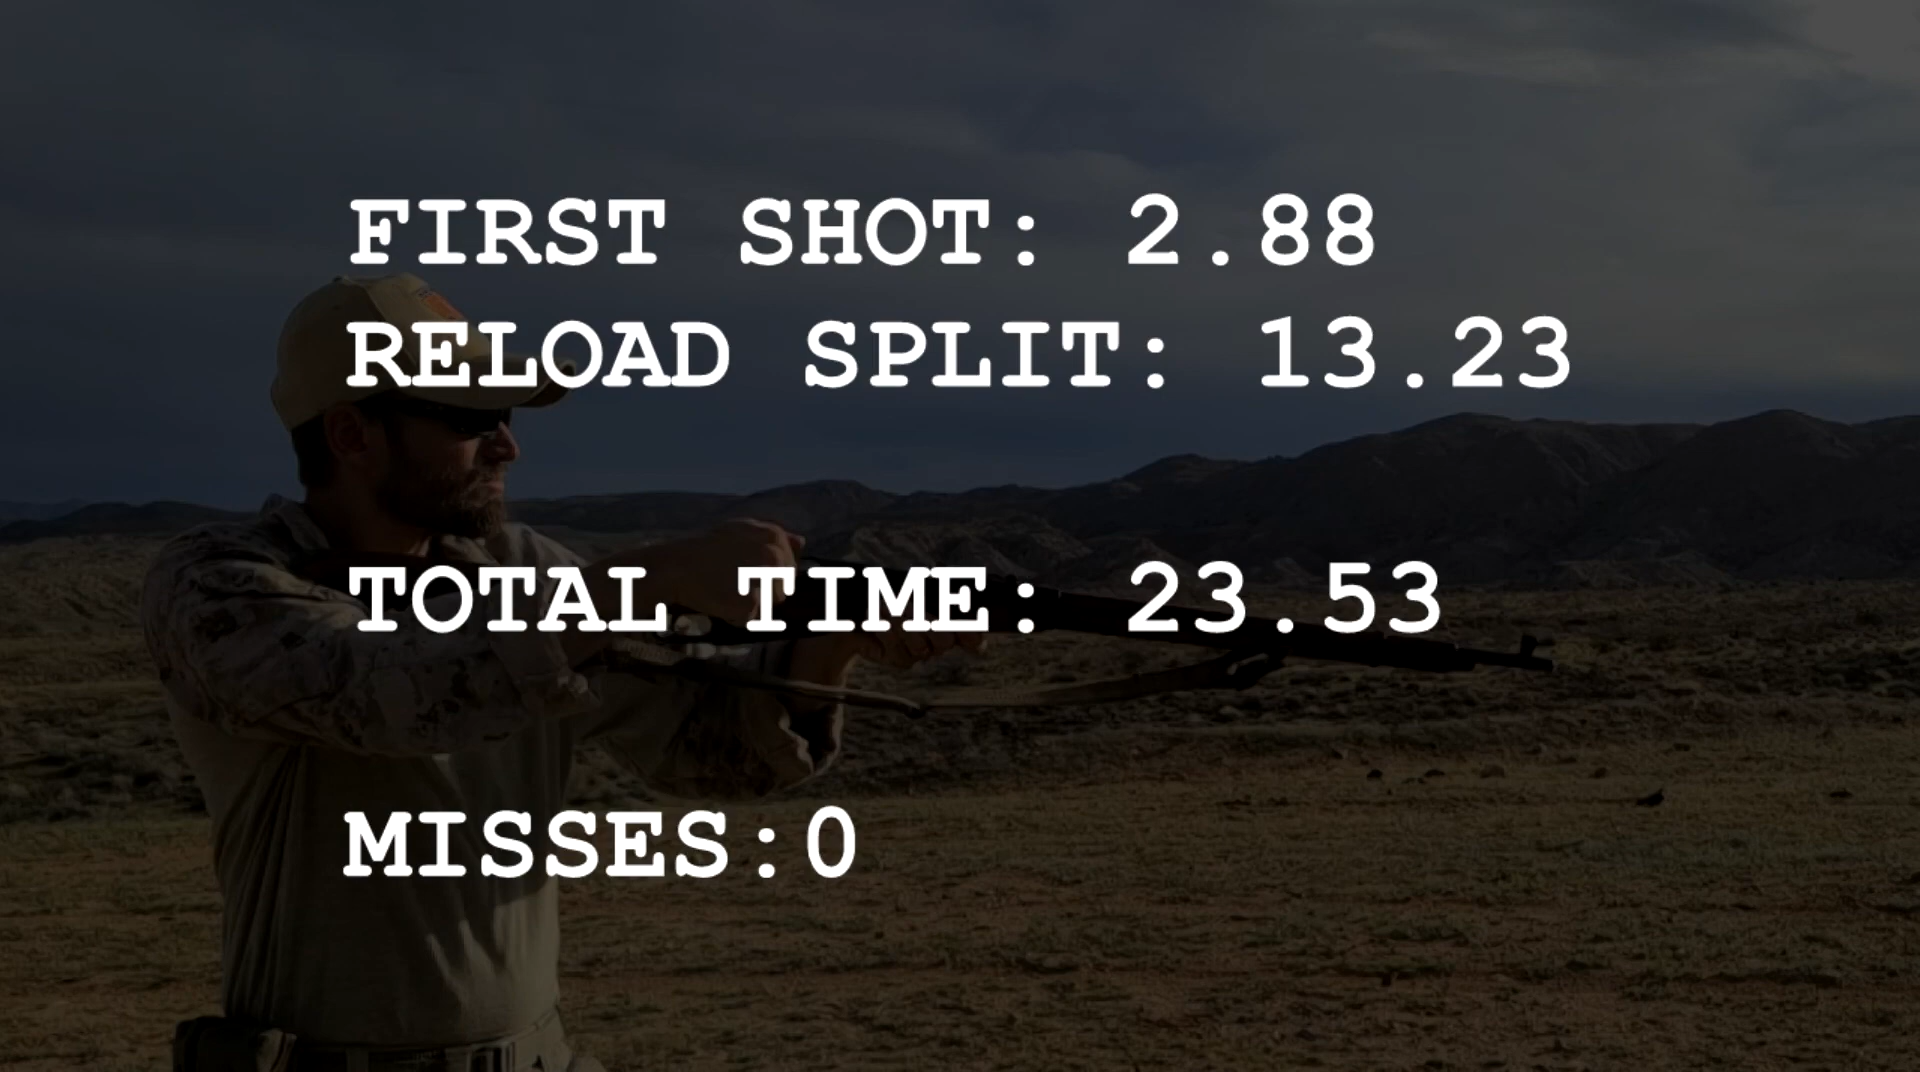 FIRST SHOT: 2.88
RELOAD SPLIT: 13.23
TOTAL TIME: 23.53
MISSES:0